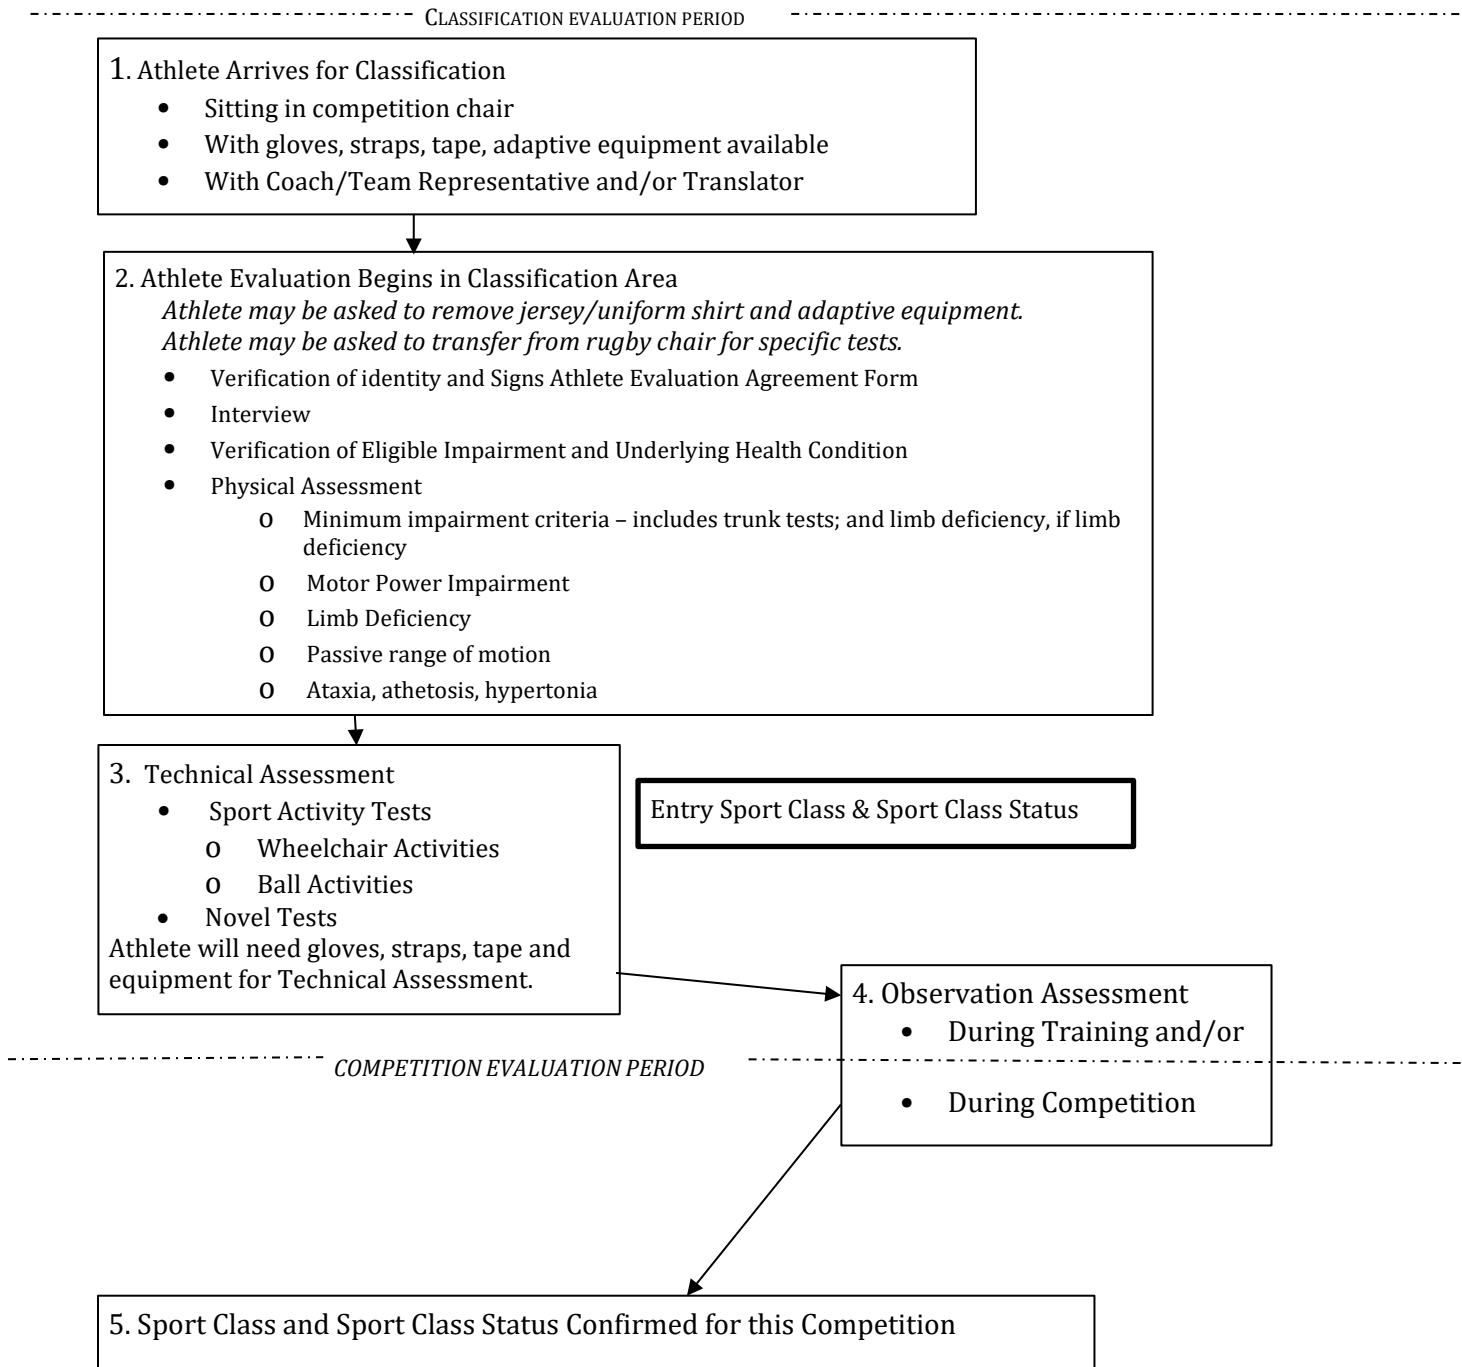 CLASSIFICATION EVALUATION PERIOD
1. Athlete Arrives for Classification
• Sitting in competition chair
• With gloves, straps, tape, adaptive equipment available
• With Coach/Team Representative and/or Translator
2. Athlete Evaluation Begins in Classification Area
Athlete may be asked to remove jersey/uniform shirt and adaptive equipment.
Athlete may be asked to transfer from rugby chair for specific tests.
• Verification of identity and Signs Athlete Evaluation Agreement Form
• Interview
• Verification of Eligible Impairment and Underlying Health Condition
• Physical Assessment
o Minimum impairment criteria – includes trunk tests; and limb deficiency, if limb
deficiency
o Motor Power Impairment
o Limb Deficiency
o Passive range of motion
o Ataxia, athetosis, hypertonia
3. Technical Assessment
• Sport Activity Tests
o Wheelchair Activities
o Ball Activities
• Novel Tests
Athlete will need gloves, straps, tape and
equipment for Technical Assessment.
Entry Sport Class & Sport Class Status
4. Observation Assessment
• During Training and/or
COMPETITION EVALUATION PERIOD
• During Competition
5. Sport Class and Sport Class Status Confirmed for this Competition